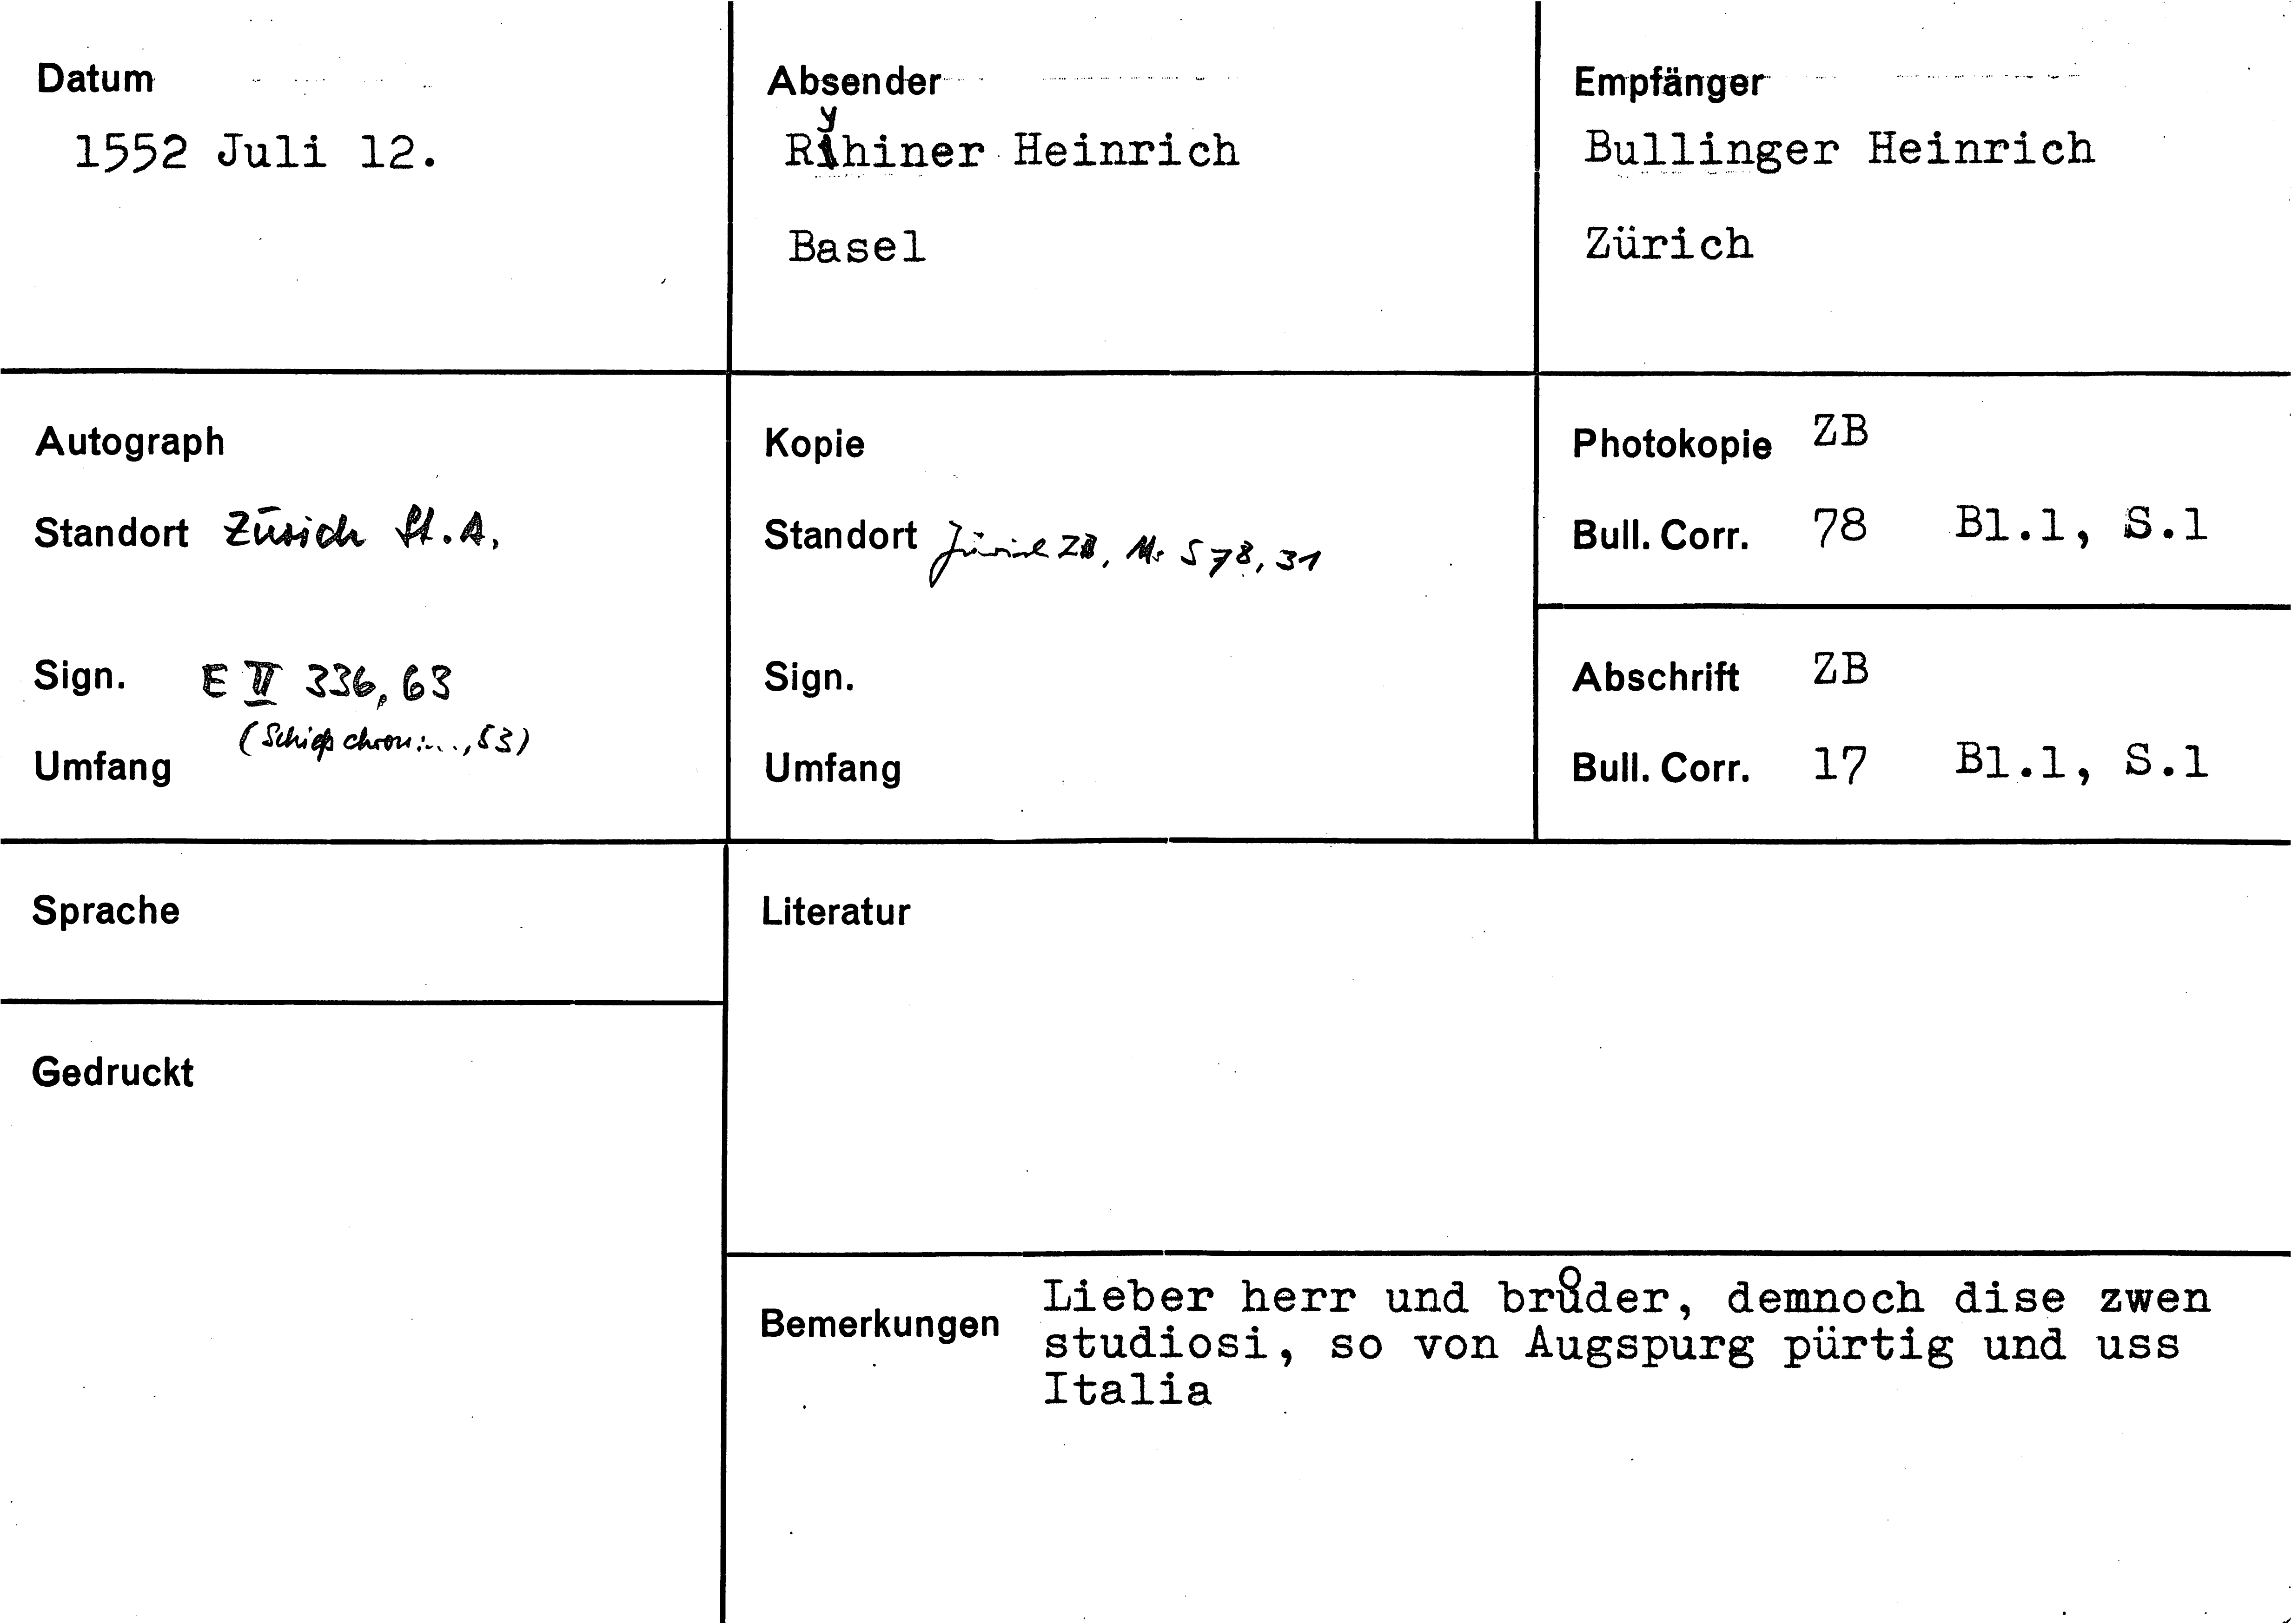 Datum
1552 Juli 12.
Absender
Ryhiner Heinrich
Basel
Empfänger
Bullinger Heinrich
Zürich
Autograph
Standort Zürich St.A.
Sign. E II 336, 63
(Schieß chron: ..., 53)
Umfang
Kopie
Standort Zürich ZB, Ms S 78, 31
Sign.
Umfang
Photokopie ZB
Bull. Corr. 78 Bl.1, S.1
Abschrift ZB
Bull. Corr. 17 Bl.1, S.1
Sprache
Gedruckt
Literatur
Bemerkungen
Lieber herr und brůder, demnoch dise zwen
studiosi, so von Augspurg pürtig und uss
Italia